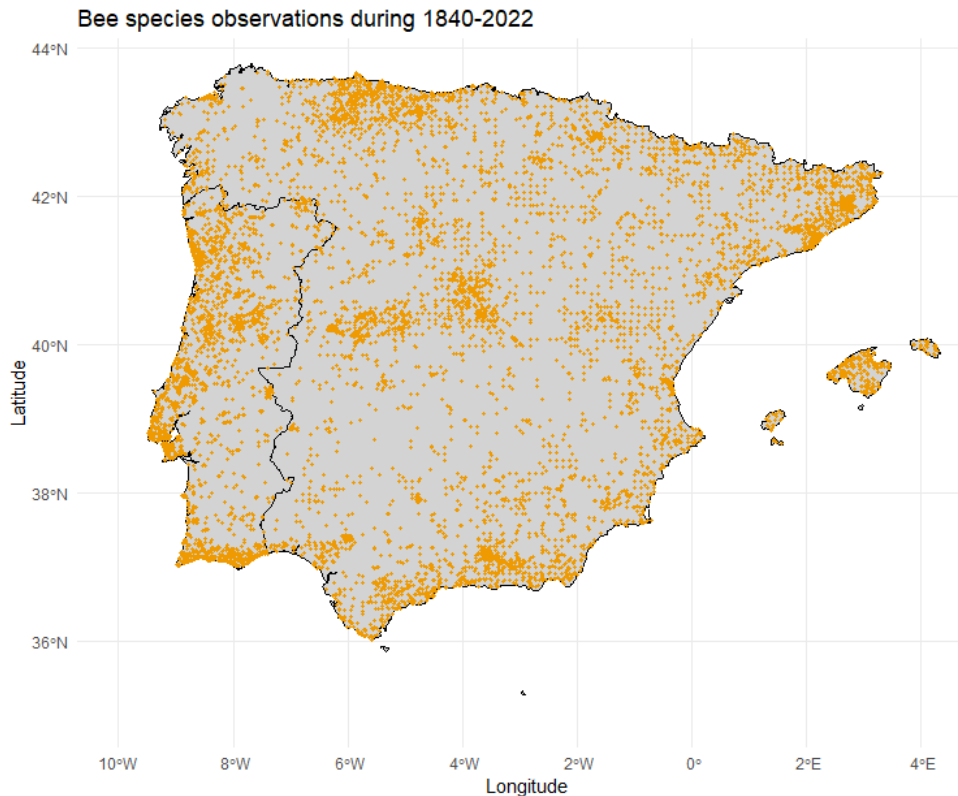 Bee species observations during 1840-2022
44°N
42°N
40°N
38°N
36°N
Latitude
10°W 8°W 6°W 4°W 2°W 0° 2°E 4°E
Longitude